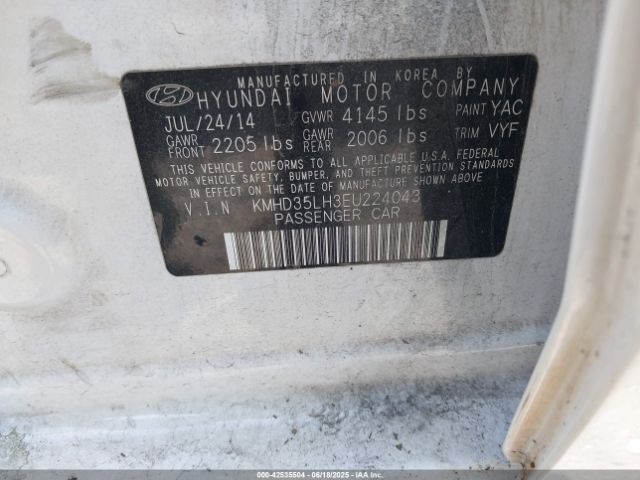 MANUFACTURED IN KOREA BY
HYUNDAI MOTOR COMPANY
JUL/24/14 GVWR 4145 lbs PAINT YAC
GAWR FRONT 2205 lbs GAWR REAR 2006 lbs TRIM VYF
THIS VEHICLE CONFORMS TO ALL APPLICABLE U.S.A. FEDERAL
MOTOR VEHICLE SAFETY, BUMPER, AND THEFT PREVENTION STANDARDS
IN EFFECT ON THE DATE OF MANUFACTURE SHOWN ABOVE.
V.I.N KMHD35LH3EU224043
PASSENGER CAR
000-42535504 06/18/2025 IAAI.COM